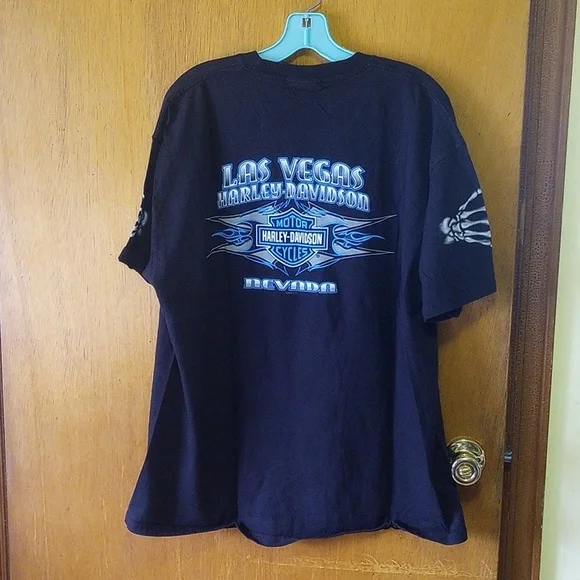 LAS VEGAS
HARLEY-DAVIDSON
MOTOR
HARLEY-DAVIDSON
CYCLES
NEVADA